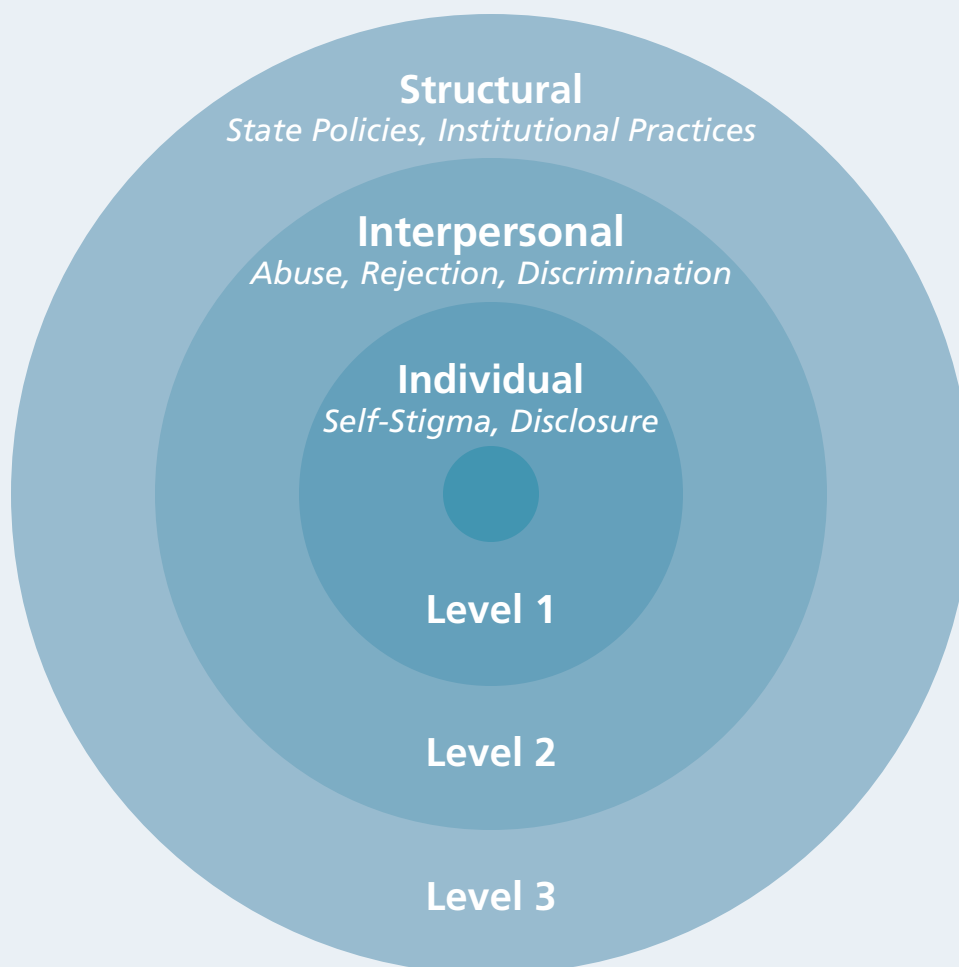 Structural
State Policies, Institutional Practices
Interpersonal
Abuse, Rejection, Discrimination
Individual
Self-Stigma, Disclosure
Level 1
Level 2
Level 3